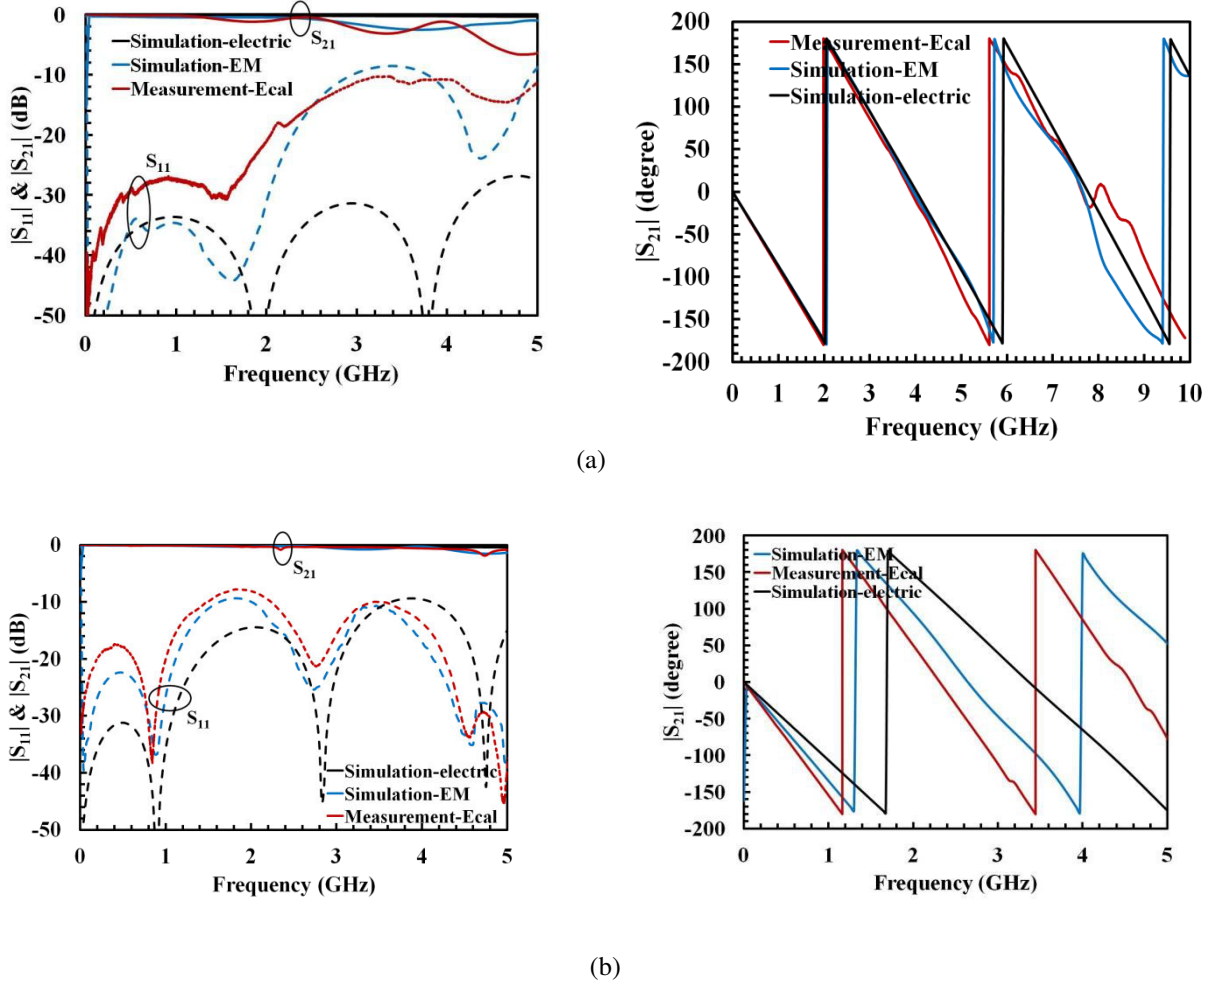 0
-10
-20
-30
-40
-50
|S₁₁| & |S₂₁| (dB)
Simulation-electric
Simulation-EM
Measurement-Ecal
S₂₁
S₁₁
0 1 2 3 4 5
Frequency (GHz)
200
150
100
50
0
-50
-100
-150
-200
|S₂₁| (degree)
Measurement-Ecal
Simulation-EM
Simulation-electric
0 1 2 3 4 5 6 7 8 9 10
Frequency (GHz)
(a)
0
-10
-20
-30
-40
-50
|S₁₁| & |S₂₁| (dB)
S₂₁
S₁₁
Simulation-electric
Simulation-EM
Measurement-Ecal
0 1 2 3 4 5
Frequency (GHz)
200
150
100
50
0
-50
-100
-150
-200
|S₂₁| (degree)
Simulation-EM
Measurement-Ecal
Simulation-electric
0 1 2 3 4 5
Frequency (GHz)
(b)